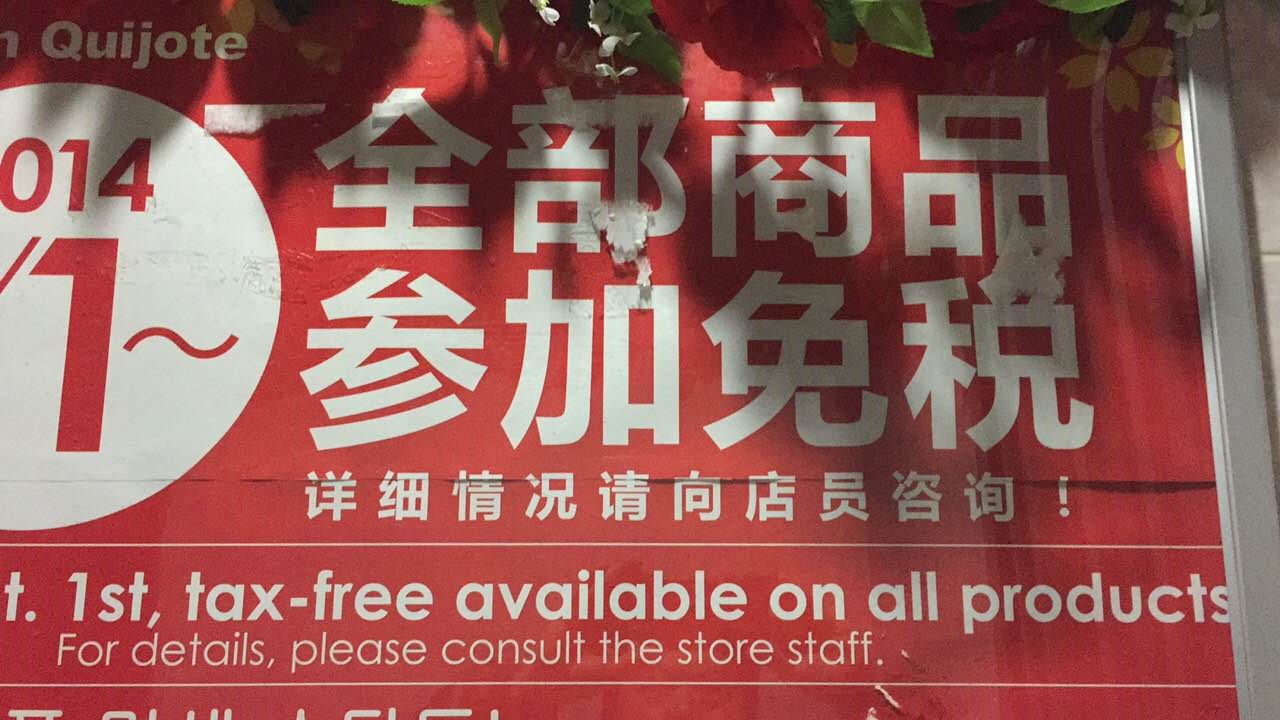 Quijote
2014
全部商品
/1~
参加免税
详细情况请向店员咨询！
t. 1st, tax-free available on all products
For details, please consult the store staff.